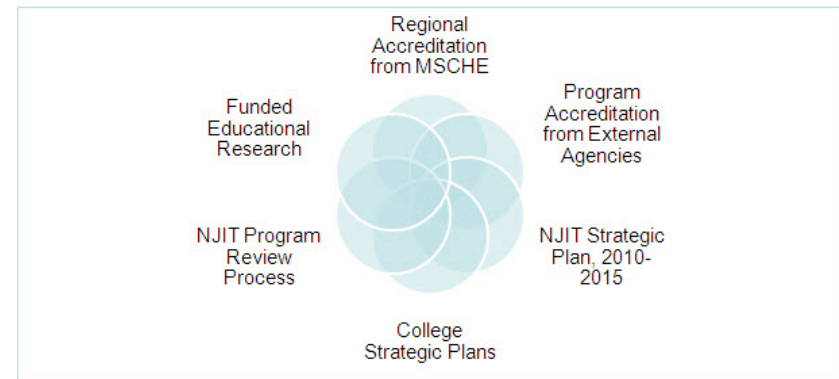 Regional
Accreditation
from MSCHE
Program
Accreditation
from External
Agencies
NJIT Strategic
Plan, 2010-
2015
College
Strategic Plans
NJIT Program
Review
Process
Funded
Educational
Research